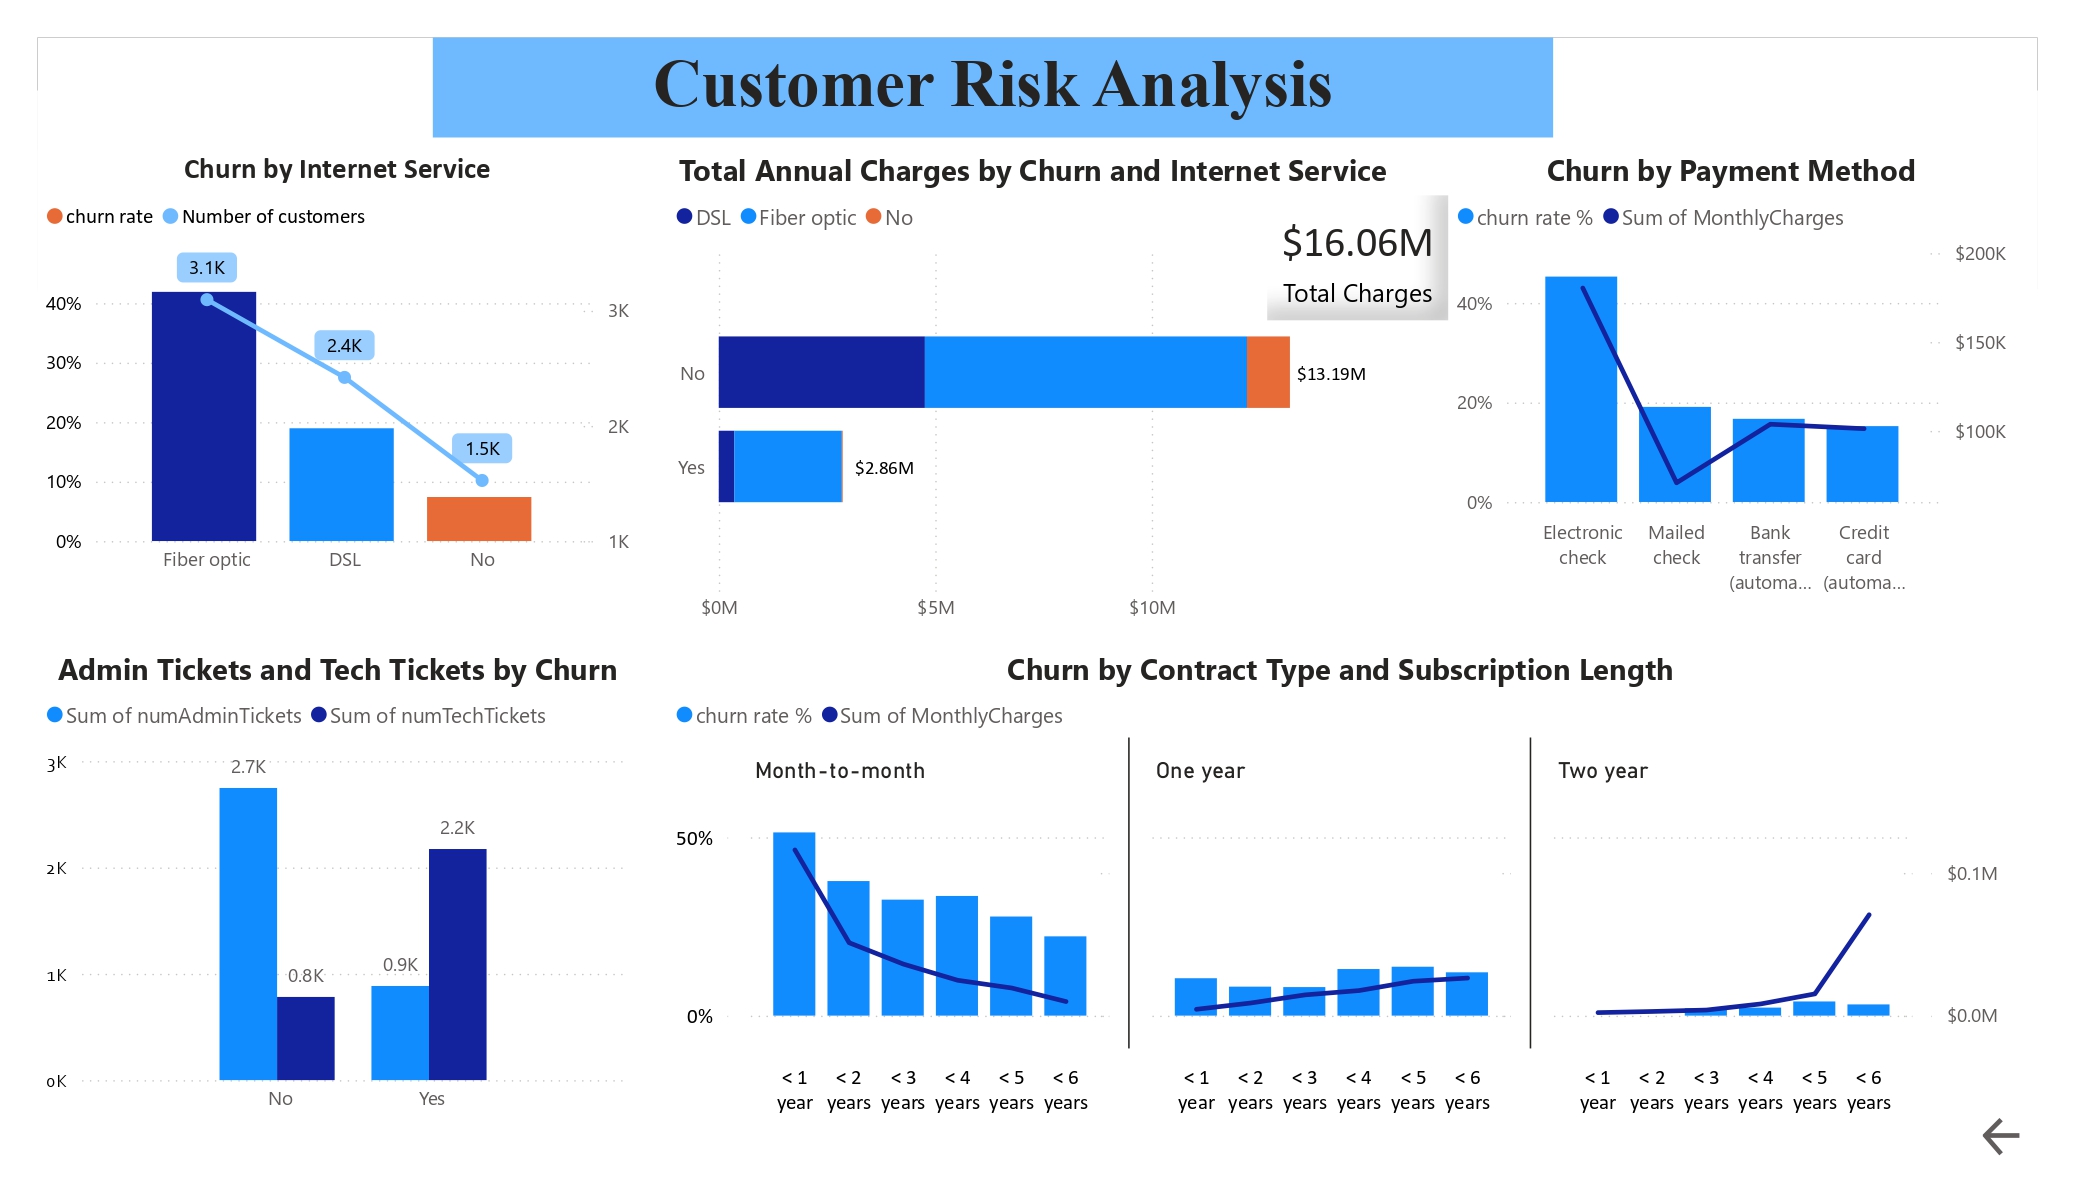 Customer Risk Analysis
Churn by Internet Service
churn rate Number of customers
40%
30%
20%
10%
0%
3K
2K
1K
3.1K
2.4K
1.5K
Fiber optic DSL No
Total Annual Charges by Churn and Internet Service
DSL Fiber optic No
$16.06M
Total Charges
No $13.19M
Yes $2.86M
$0M $5M $10M
Churn by Payment Method
churn rate % Sum of MonthlyCharges
40%
20%
0%
$200K
$150K
$100K
Electronic check
Mailed check
Bank transfer (automa...
Credit card (automa...
Admin Tickets and Tech Tickets by Churn
Sum of numAdminTickets Sum of numTechTickets
3K
2K
1K
0K
2.7K
0.8K
0.9K
2.2K
No Yes
Churn by Contract Type and Subscription Length
churn rate % Sum of MonthlyCharges
Month-to-month One year Two year
50%
0%
$0.1M
$0.0M
< 1 < 2 < 3 < 4 < 5 < 6 < 1 < 2 < 3 < 4 < 5 < 6 < 1 < 2 < 3 < 4 < 5 < 6
year years years years years years year years years years years years year years years years years years